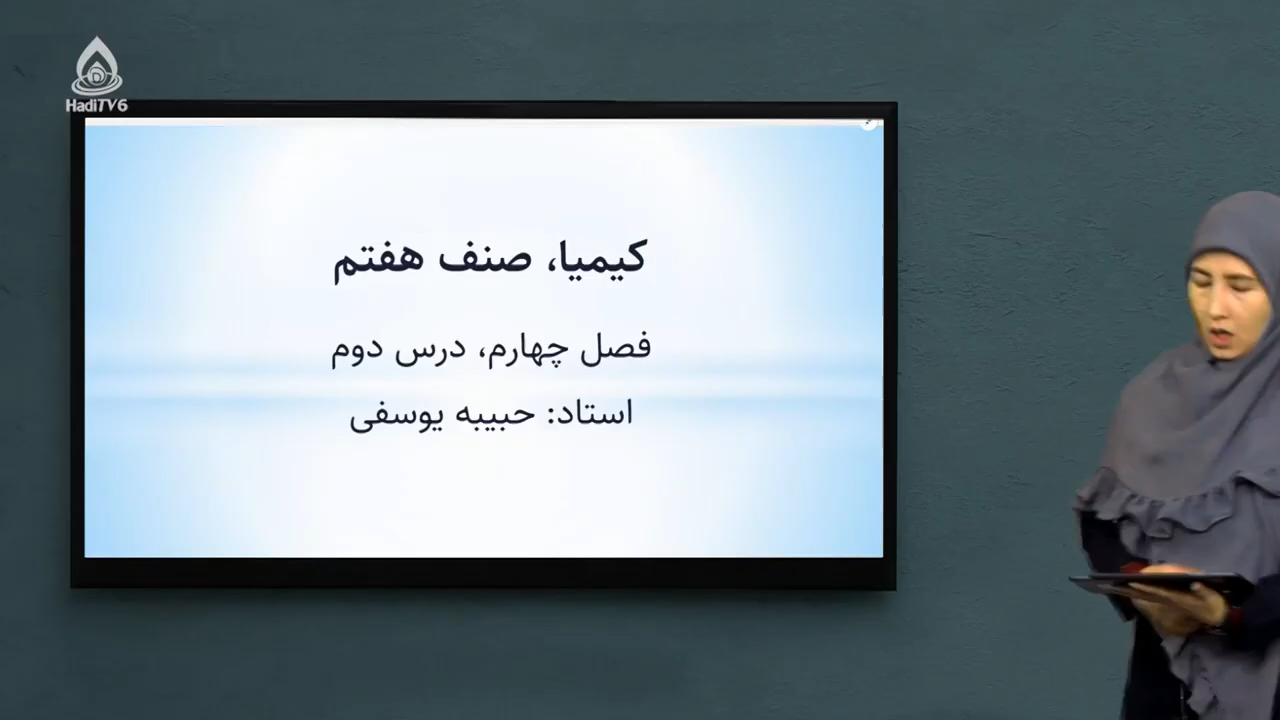 HadiTV6
کیمیا، صنف هفتم
فصل چهارم، درس دوم
استاد: حبیبه یوسفی